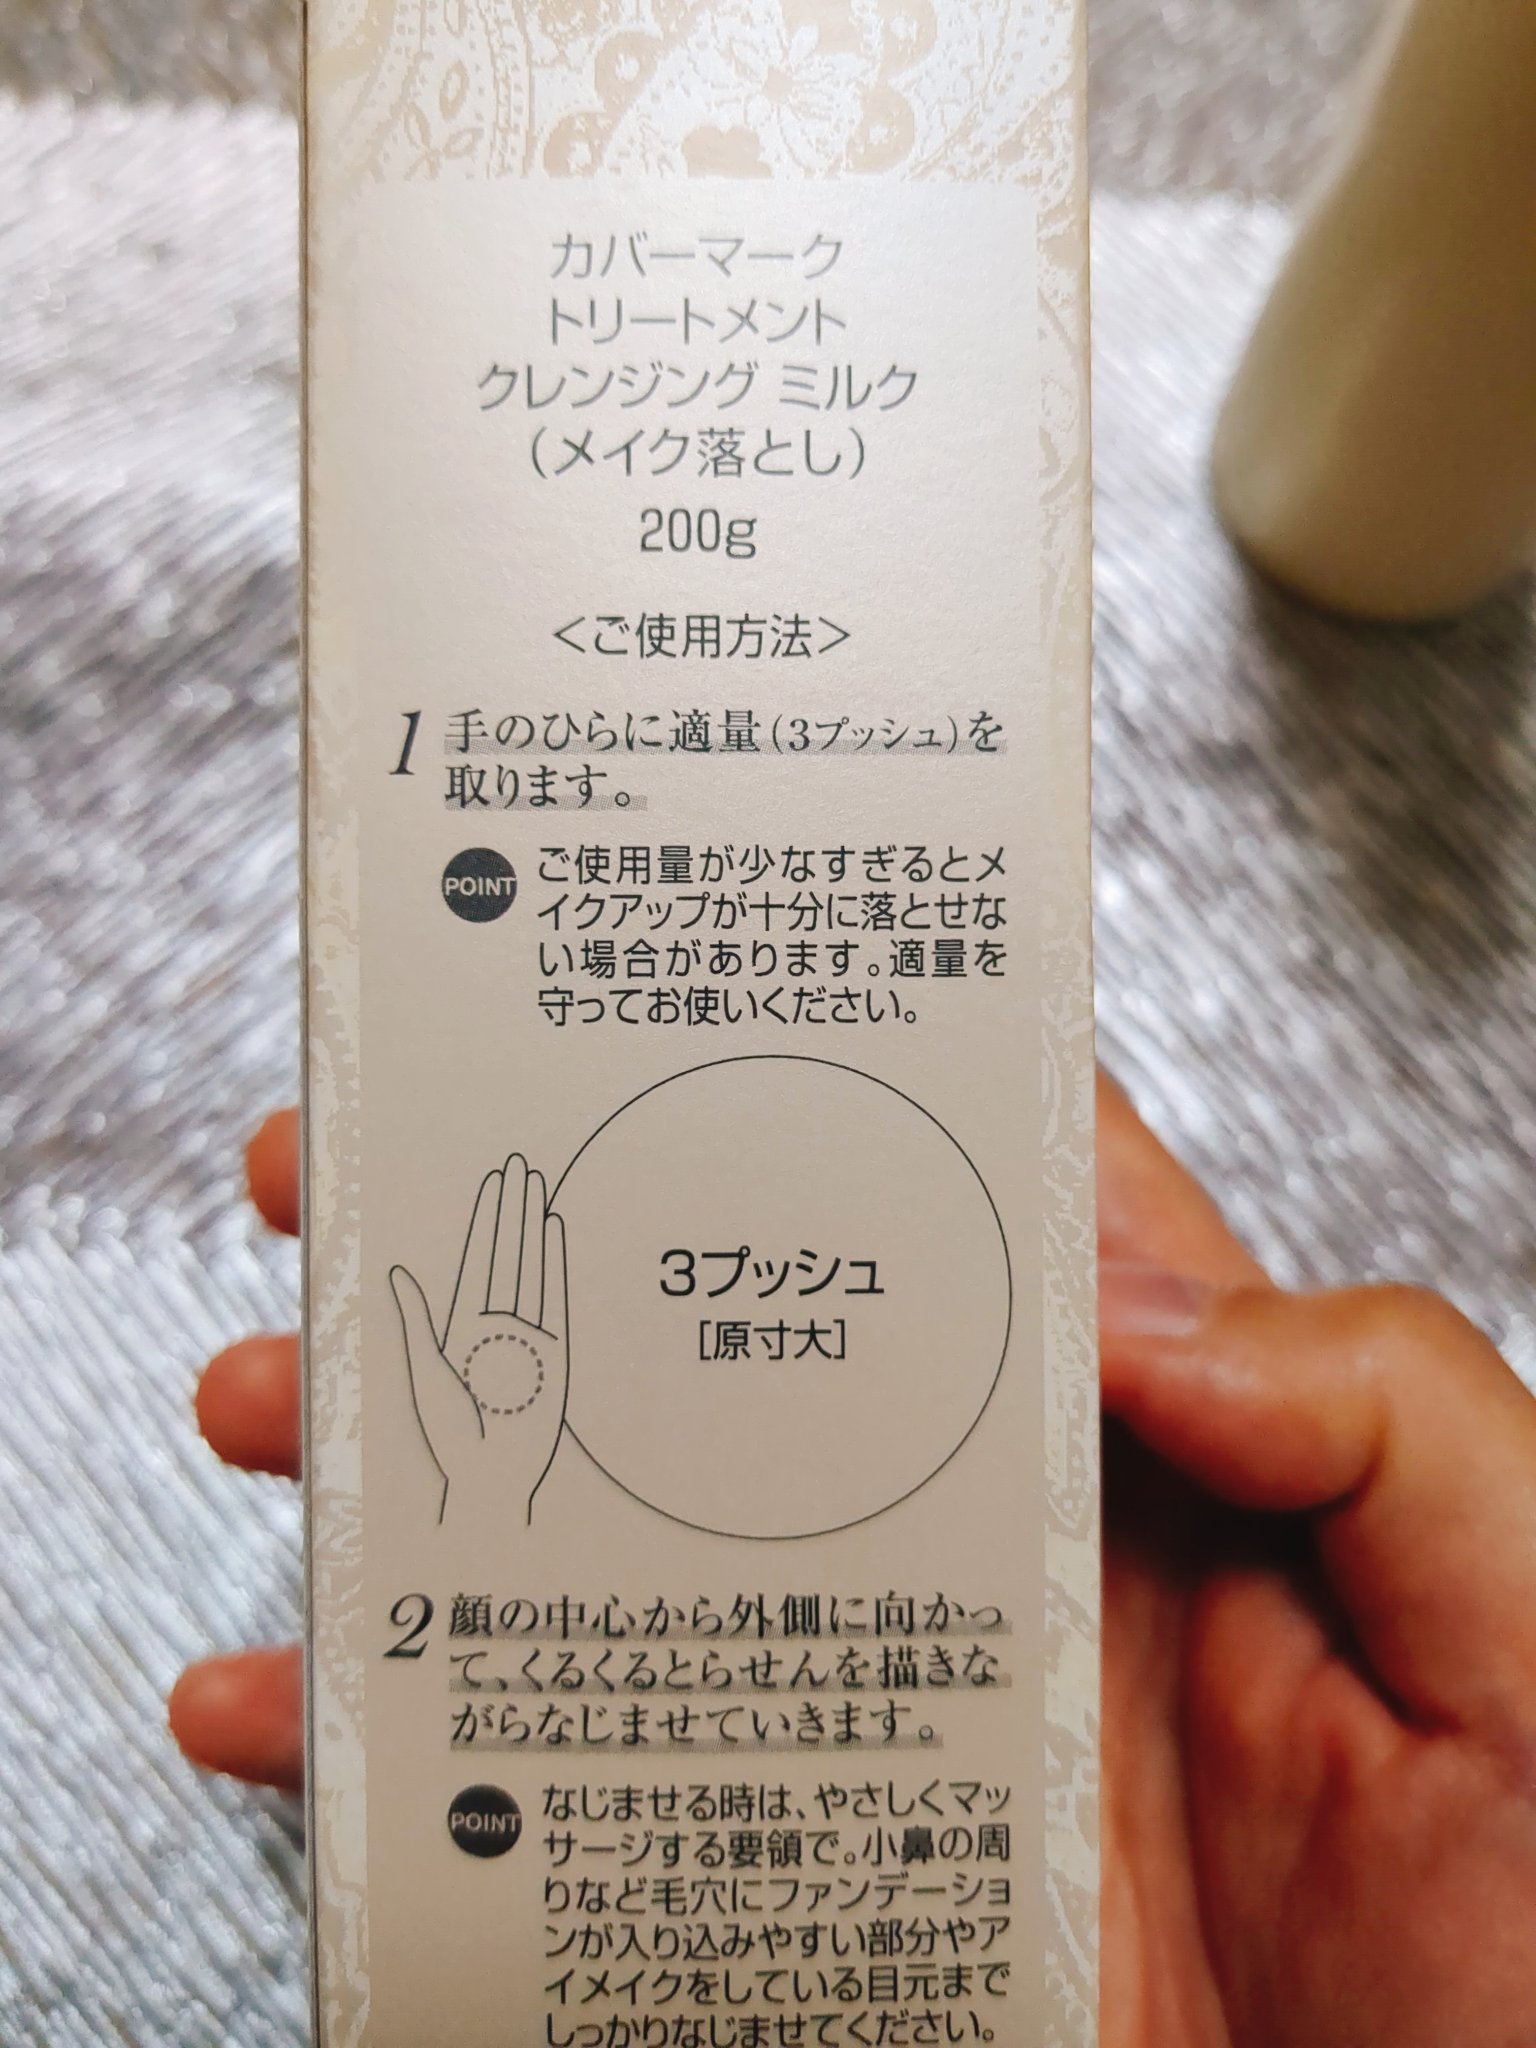 カバーマーク
トリートメント
クレンジング ミルク
(メイク落とし)
200g
<ご使用方法>
1 手のひらに適量(3プッシュ)を
取ります。
POINT ご使用量が少なすぎるとメ
イクアップが十分に落とせな
い場合があります。適量を
守ってお使いください。
3プッシュ
[原寸大]
2 顔の中心から外側に向かっ
て、くるくるとらせんを描きな
がらなじませていきます。
POINT なじませる時は、やさしくマッ
サージする要領で。小鼻の周
りなど毛穴にファンデーショ
ンが入り込みやすい部分やア
イメイクをしている目元まで
しっかりなじませてください。